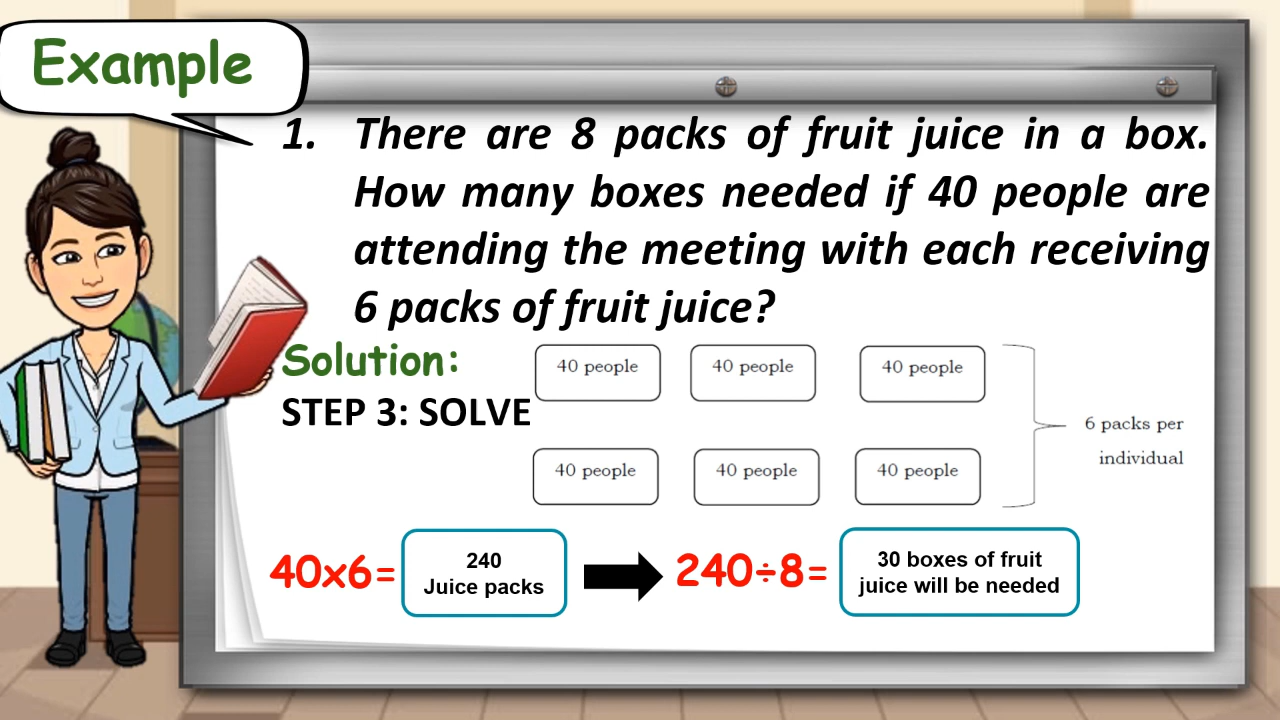 Example
1. There are 8 packs of fruit juice in a box.
How many boxes needed if 40 people are
attending the meeting with each receiving
6 packs of fruit juice?
Solution:
STEP 3: SOLVE
40 people 40 people 40 people
40 people 40 people 40 people
6 packs per
individual
40x6=
240
Juice packs
240÷8=
30 boxes of fruit
juice will be needed